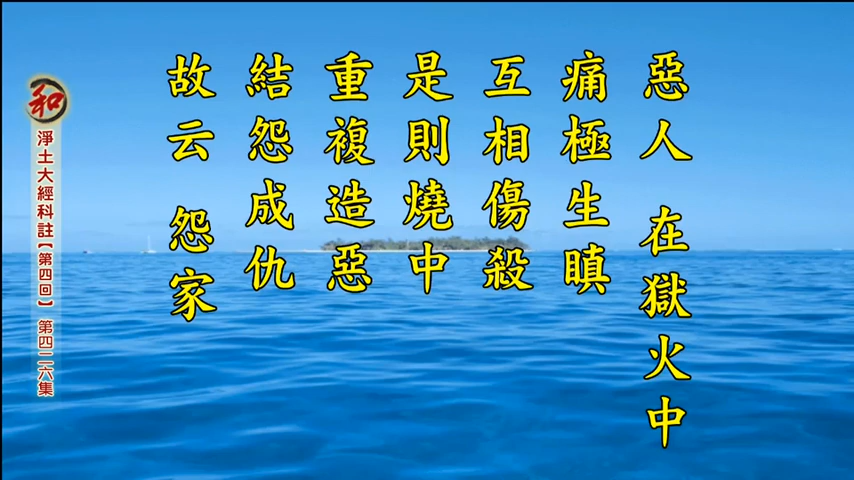 惡人 在獄火中
痛極生瞋
互相傷殺
是則燒中
重複造惡
結怨成仇
故云 怨家
和
淨土大經科註【第四回】 第四二六集